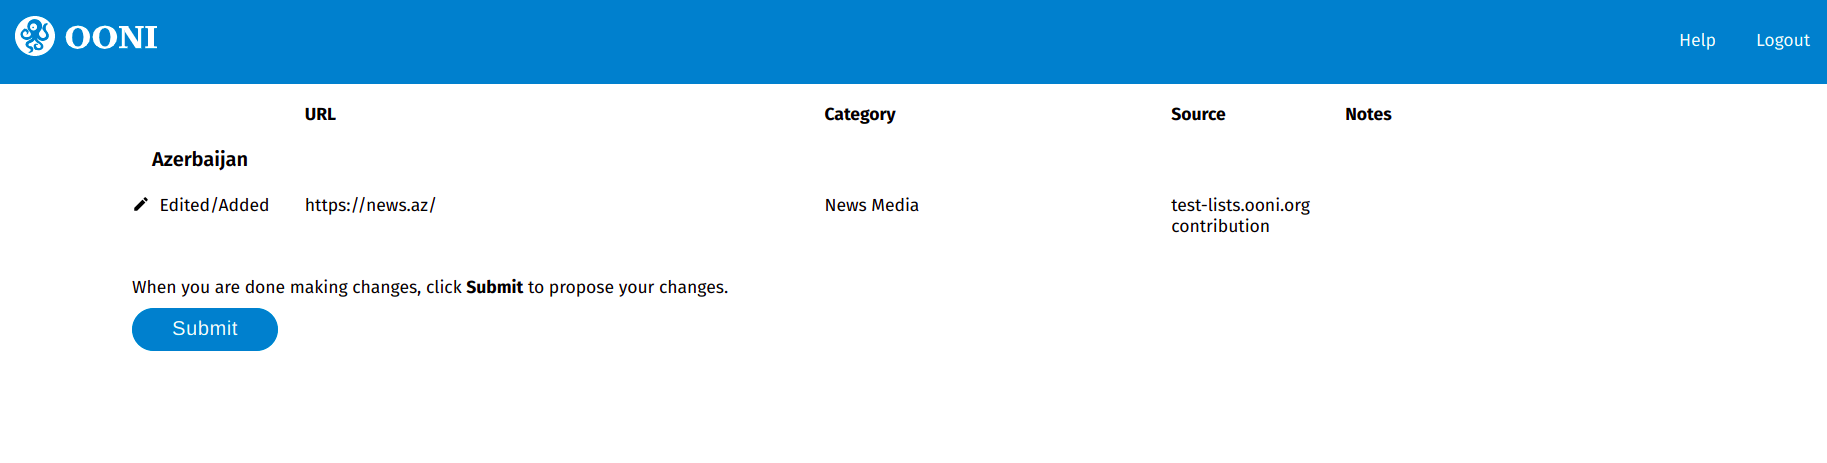 OONI
Help Logout
URL Category Source Notes
Azerbaijan
Edited/Added https://news.az/ News Media test-lists.ooni.org
contribution
When you are done making changes, click Submit to propose your changes.
Submit